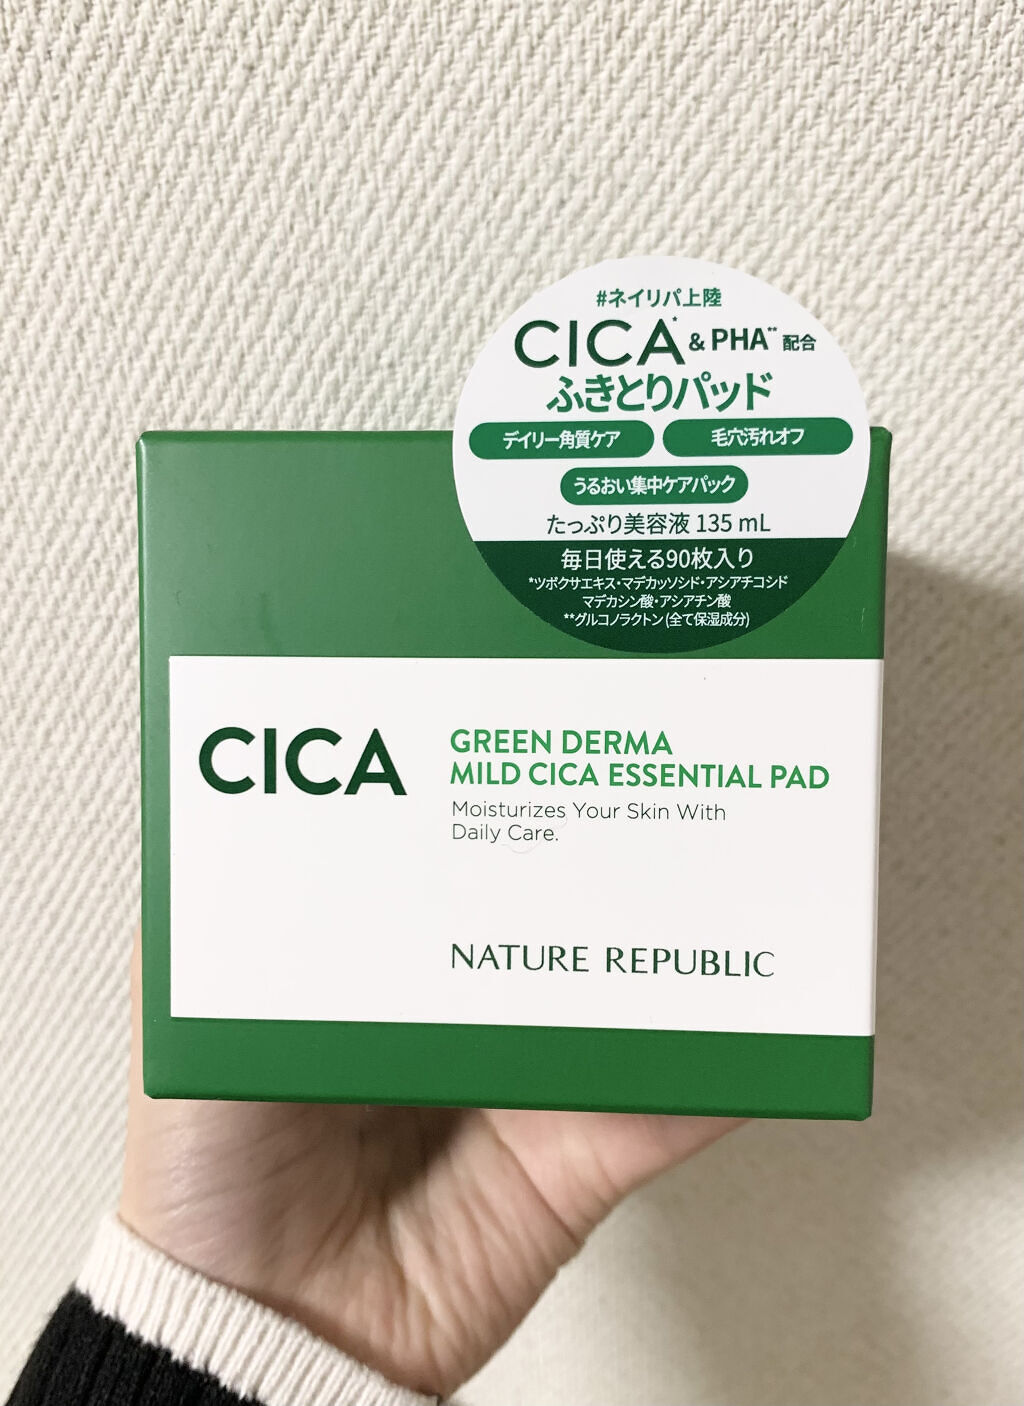 #ネイリパ上陸
CICA* & PHA** 配合
ふきとりパッド
デイリー角質ケア 毛穴汚れオフ
うるおい集中ケアパック
たっぷり美容液 135 mL
毎日使える90枚入り
*ツボクサエキス・マデカッソシド・アシアチコシド
マデカシン酸・アシアチン酸
**グルコノラクトン (全て保湿成分)
CICA
GREEN DERMA
MILD CICA ESSENTIAL PAD
Moisturizes Your Skin With
Daily Care.
NATURE REPUBLIC